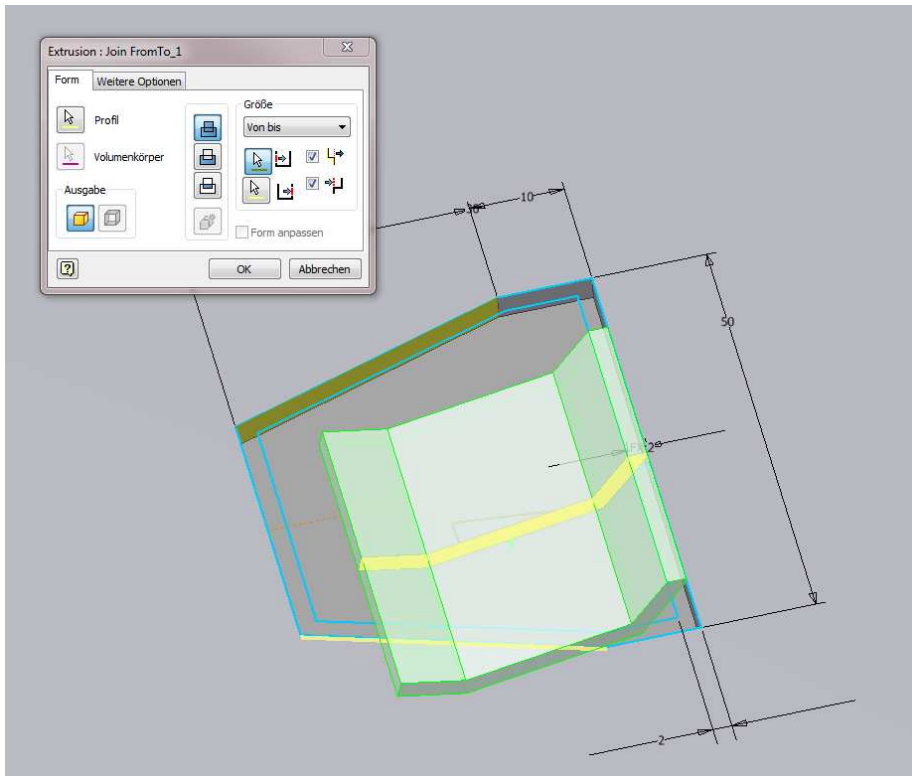 Extrusion : Join FromTo_1
Form
Weitere Optionen
Profil
Volumenkörper
Ausgabe
Größe
Von bis
Form anpassen
OK
Abbrechen
10
50
2
2